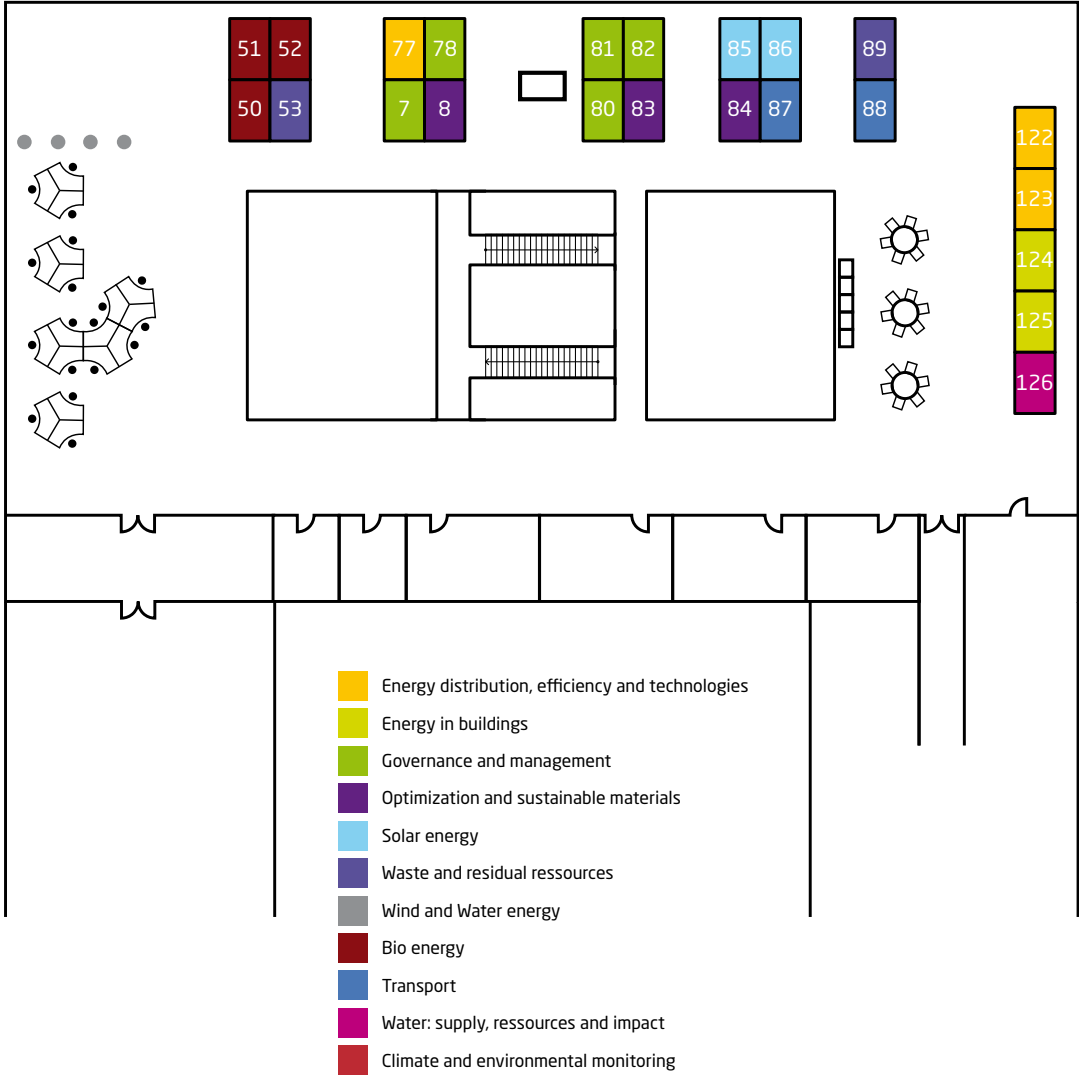 51 52 77 78 81 82 85 86 89
50 53 7 8 80 83 84 87 88
122
123
124
125
126
Energy distribution, efficiency and technologies
Energy in buildings
Governance and management
Optimization and sustainable materials
Solar energy
Waste and residual ressources
Wind and Water energy
Bio energy
Transport
Water: supply, ressources and impact
Climate and environmental monitoring